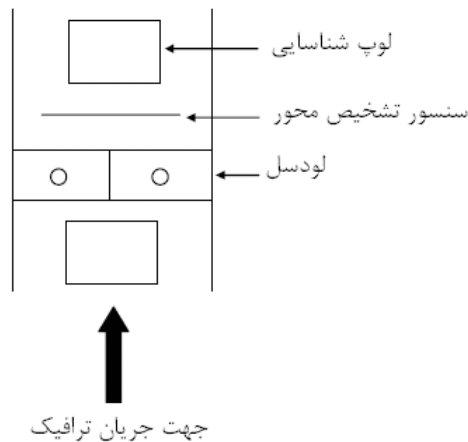 لوپ شناسایی
سنسور تشخیص محور
لودسل
جهت جریان ترافیک